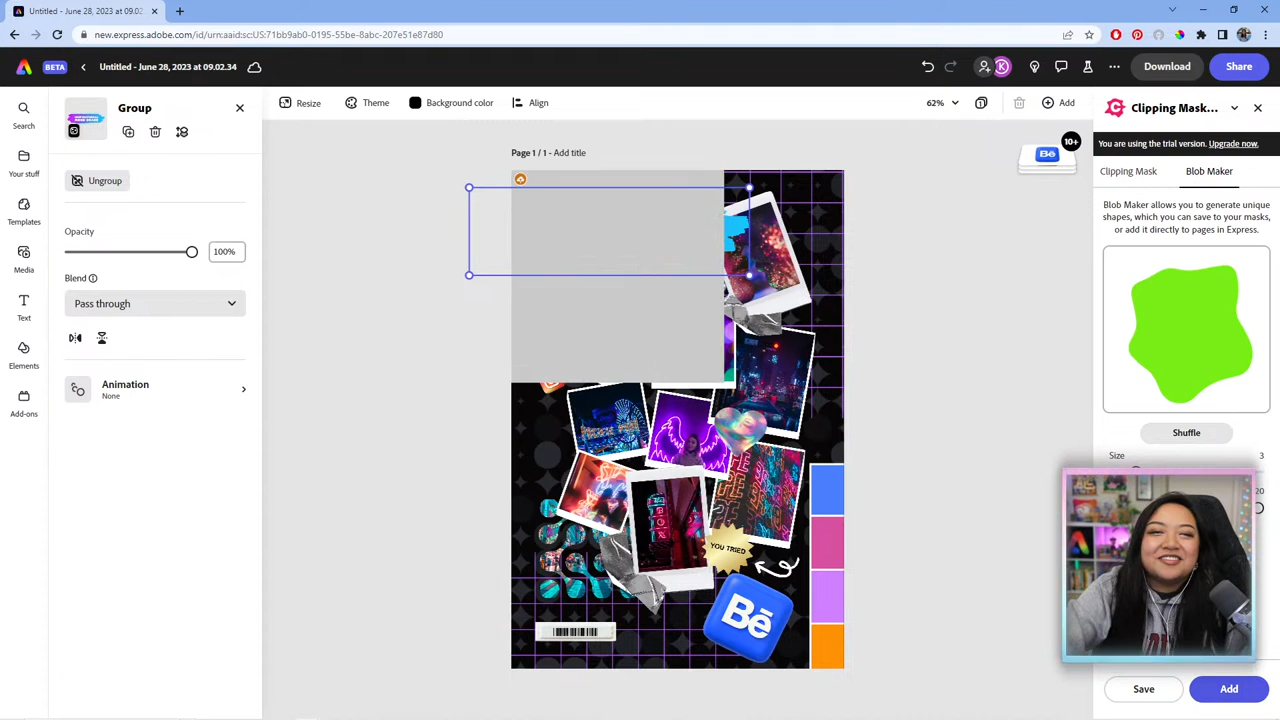 Untitled - June 28, 2023 at 09.02
new.express.adobe.com/id/urn:aaid:sc:US:71bb9ab0-0195-55be-8abc-207e51e87d80
BETA
Untitled - June 28, 2023 at 09.02.34
K
Download
Share
Search
Your stuff
Templates
Media
Text
Elements
Add-ons
Group
Ungroup
Opacity
100%
Blend
Pass through
Animation
None
Resize
Theme
Background color
Align
62%
1
Add
Page 1 / 1 - Add title
Bē
10+
YOU TRIED
Bē
Clipping Mask...
You are using the trial version. Upgrade now.
Clipping Mask
Blob Maker
Blob Maker allows you to generate unique
shapes, which you can save to your masks,
or add it directly to pages in Express.
Shuffle
Size
3
20
Save
Add